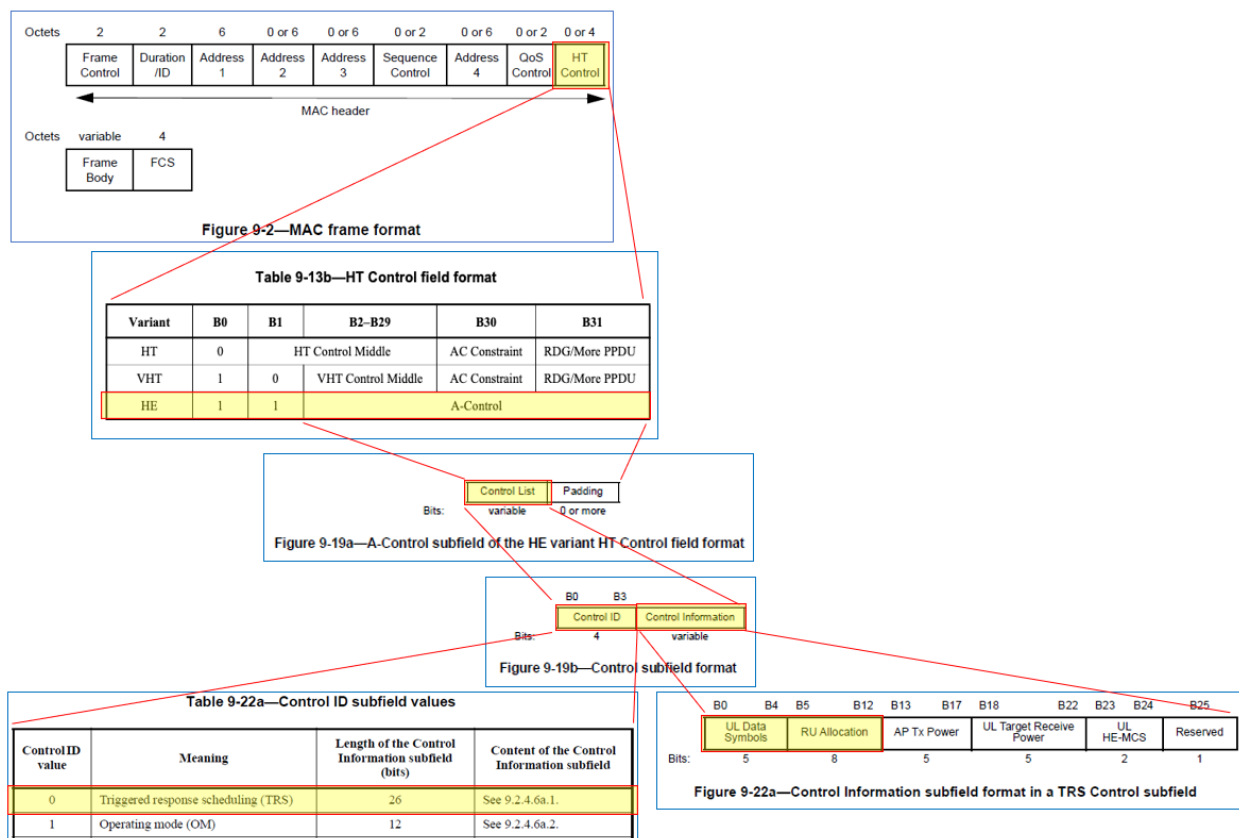 Octets 2 2 6 0 or 6 0 or 6 0 or 2 0 or 6 0 or 2 0 or 4
Frame Control Duration /ID Address 1 Address 2 Address 3 Sequence Control Address 4 QoS Control HT Control
MAC header
Octets variable 4
Frame Body FCS
Figure 9-2—MAC frame format
Table 9-13b—HT Control field format
Variant B0 B1 B2–B29 B30 B31
HT 0 HT Control Middle AC Constraint RDG/More PPDU
VHT 1 0 VHT Control Middle AC Constraint RDG/More PPDU
HE 1 1 A-Control
Control List Padding
Bits: variable 0 or more
Figure 9-19a—A-Control subfield of the HE variant HT Control field format
B0 B3
Control ID Control Information
Bits: 4 variable
Figure 9-19b—Control subfield format
Table 9-22a—Control ID subfield values
Control ID value Meaning Length of the Control Information subfield (bits) Content of the Control Information subfield
0 Triggered response scheduling (TRS) 26 See 9.2.4.6a.1.
1 Operating mode (OM) 12 See 9.2.4.6a.2.
B0 B4 B5 B12 B13 B17 B18 B22 B23 B24 B25
UL Data Symbols RU Allocation AP Tx Power UL Target Receive Power UL HE-MCS Reserved
Bits: 5 8 5 5 2 1
Figure 9-22a—Control Information subfield format in a TRS Control subfield